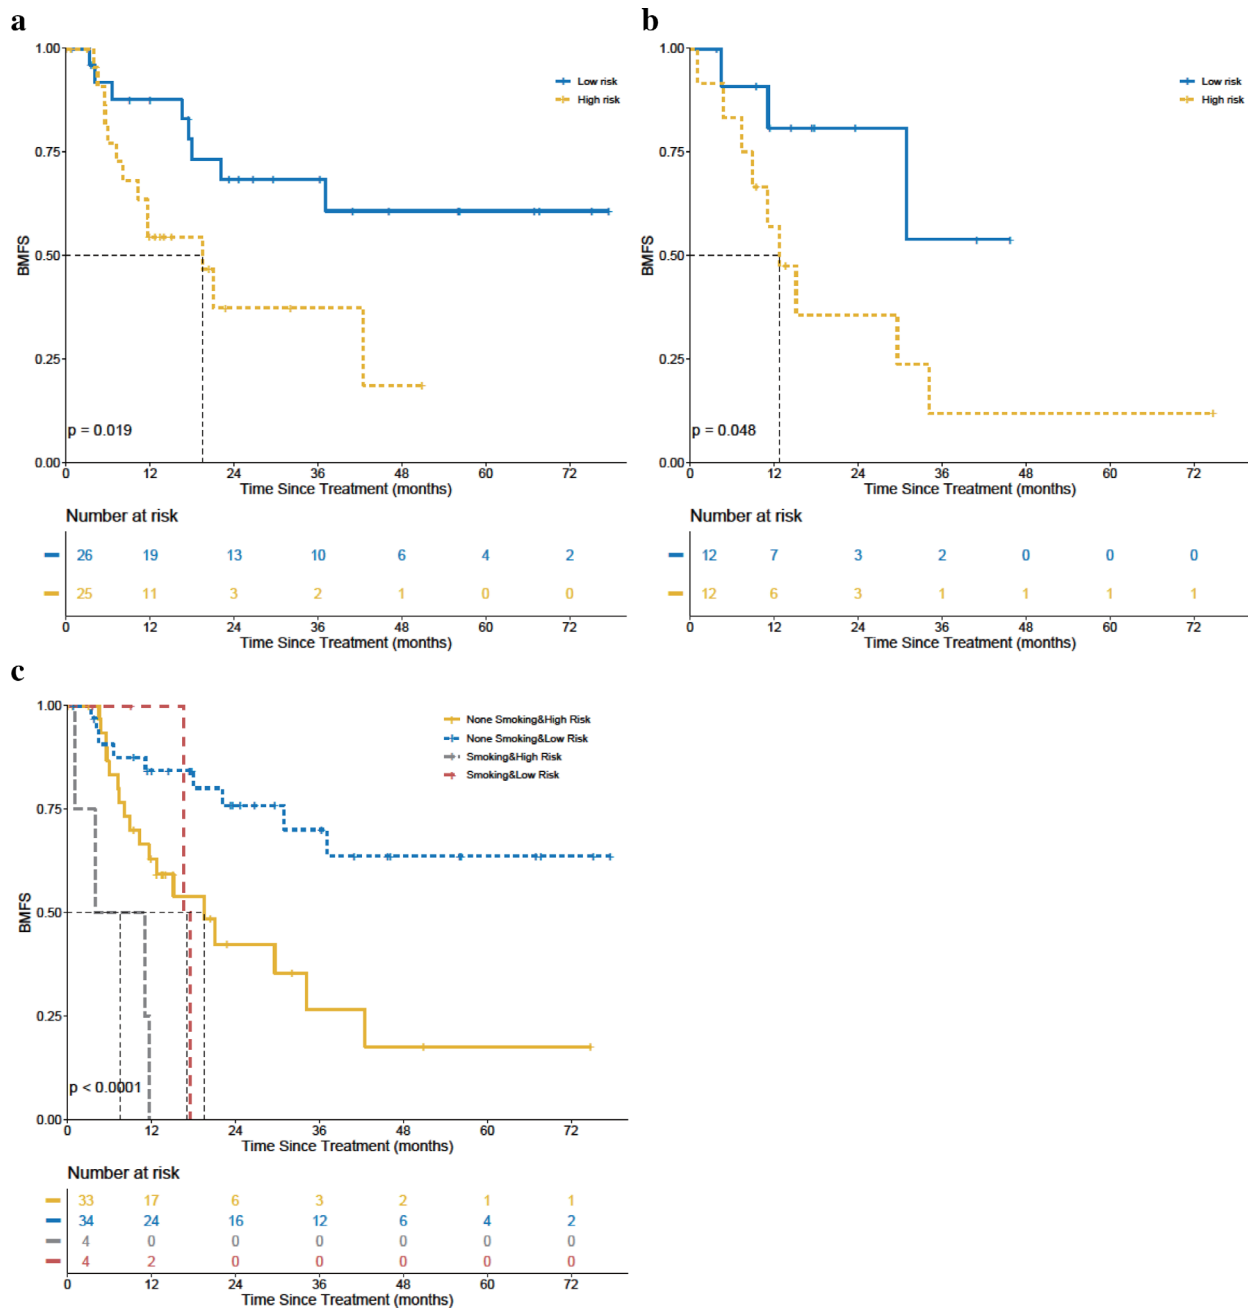 a
1.00
0.75
0.50
0.25
0.00
BMFS
Low risk
High risk
p = 0.019
0 12 24 36 48 60 72
Time Since Treatment (months)
Number at risk
26 19 13 10 6 4 2
25 11 3 2 1 0 0
0 12 24 36 48 60 72
Time Since Treatment (months)
b
1.00
0.75
0.50
0.25
0.00
BMFS
Low risk
High risk
p = 0.048
0 12 24 36 48 60 72
Time Since Treatment (months)
Number at risk
12 7 3 2 0 0 0
12 6 3 1 1 1 1
0 12 24 36 48 60 72
Time Since Treatment (months)
c
1.00
0.75
0.50
0.25
0.00
BMFS
None Smoking&High Risk
None Smoking&Low Risk
Smoking&High Risk
Smoking&Low Risk
p < 0.0001
0 12 24 36 48 60 72
Time Since Treatment (months)
Number at risk
33 17 6 3 2 1 1
34 24 16 12 6 4 2
4 0 0 0 0 0 0
4 2 0 0 0 0 0
0 12 24 36 48 60 72
Time Since Treatment (months)